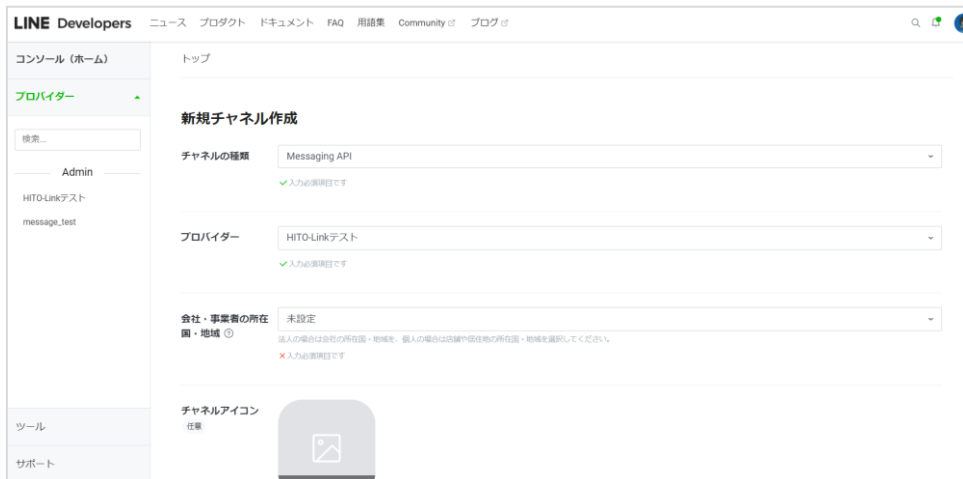 LINE Developers ニュース プロダクト ドキュメント FAQ 用語集 Community ブログ
コンソール（ホーム）
トップ
プロバイダー
新規チャネル作成
検索...
チャネルの種類
Messaging API
✓入力必須項目です
Admin
HITO-Linkテスト
message_test
プロバイダー
HITO-Linkテスト
✓入力必須項目です
会社・事業者の所在
国・地域
未設定
法人の場合は会社の所在国・地域を、個人の場合は店舗や居住地の所在国・地域を選択してください。
×入力必須項目です
チャネルアイコン
任意
ツール
サポート